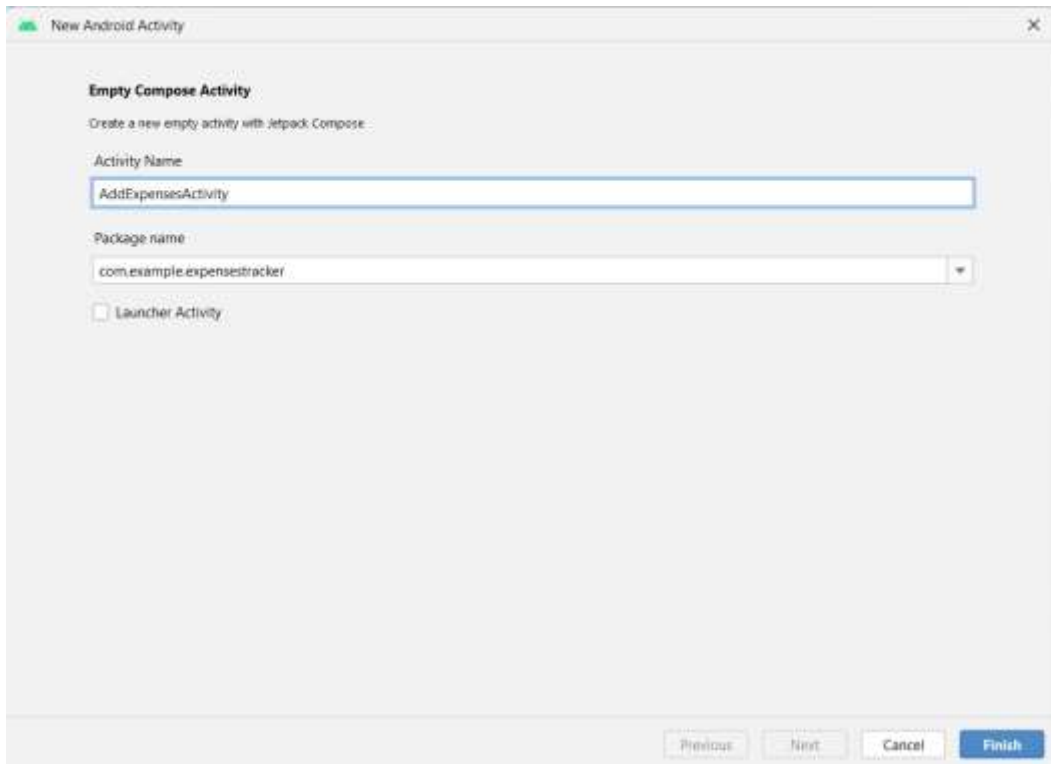 New Android Activity
Empty Compose Activity
Create a new empty activity with Jetpack Compose
Activity Name
AddExpensesActivity
Package name
com.example.expensestracker
Launcher Activity
Previous Next Cancel Finish